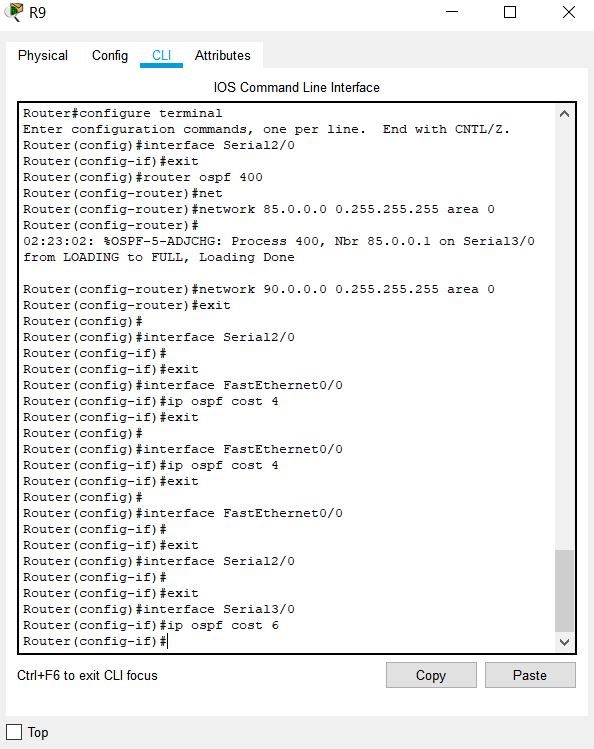 R9
Physical Config CLI Attributes
IOS Command Line Interface
Router#configure terminal
Enter configuration commands, one per line.  End with CNTL/Z.
Router(config)#interface Serial2/0
Router(config-if)#exit
Router(config)#router ospf 400
Router(config-router)#net
Router(config-router)#network 85.0.0.0 0.255.255.255 area 0
Router(config-router)#
02:23:02: %OSPF-5-ADJCHG: Process 400, Nbr 85.0.0.1 on Serial3/0
from LOADING to FULL, Loading Done
Router(config-router)#network 90.0.0.0 0.255.255.255 area 0
Router(config-router)#exit
Router(config)#
Router(config)#interface Serial2/0
Router(config-if)#
Router(config-if)#exit
Router(config)#interface FastEthernet0/0
Router(config-if)#ip ospf cost 4
Router(config-if)#exit
Router(config)#
Router(config)#interface FastEthernet0/0
Router(config-if)#ip ospf cost 4
Router(config-if)#exit
Router(config)#
Router(config)#interface FastEthernet0/0
Router(config-if)#
Router(config-if)#exit
Router(config)#interface Serial2/0
Router(config-if)#
Router(config-if)#exit
Router(config)#interface Serial3/0
Router(config-if)#ip ospf cost 6
Router(config-if)#
Ctrl+F6 to exit CLI focus Copy Paste
Top